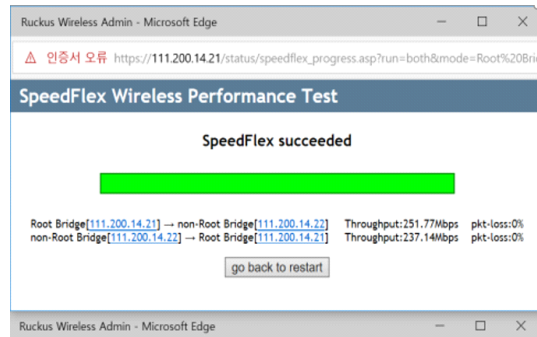 Ruckus Wireless Admin - Microsoft Edge
인증서 오류 https://111.200.14.21/status/speedflex_progress.asp?run=both&mode=Root%20Bri
SpeedFlex Wireless Performance Test
SpeedFlex succeeded
Root Bridge[111.200.14.21] → non-Root Bridge[111.200.14.22] Throughput:251.77Mbps pkt-loss:0%
non-Root Bridge[111.200.14.22] → Root Bridge[111.200.14.21] Throughput:237.14Mbps pkt-loss:0%
go back to restart
Ruckus Wireless Admin - Microsoft Edge